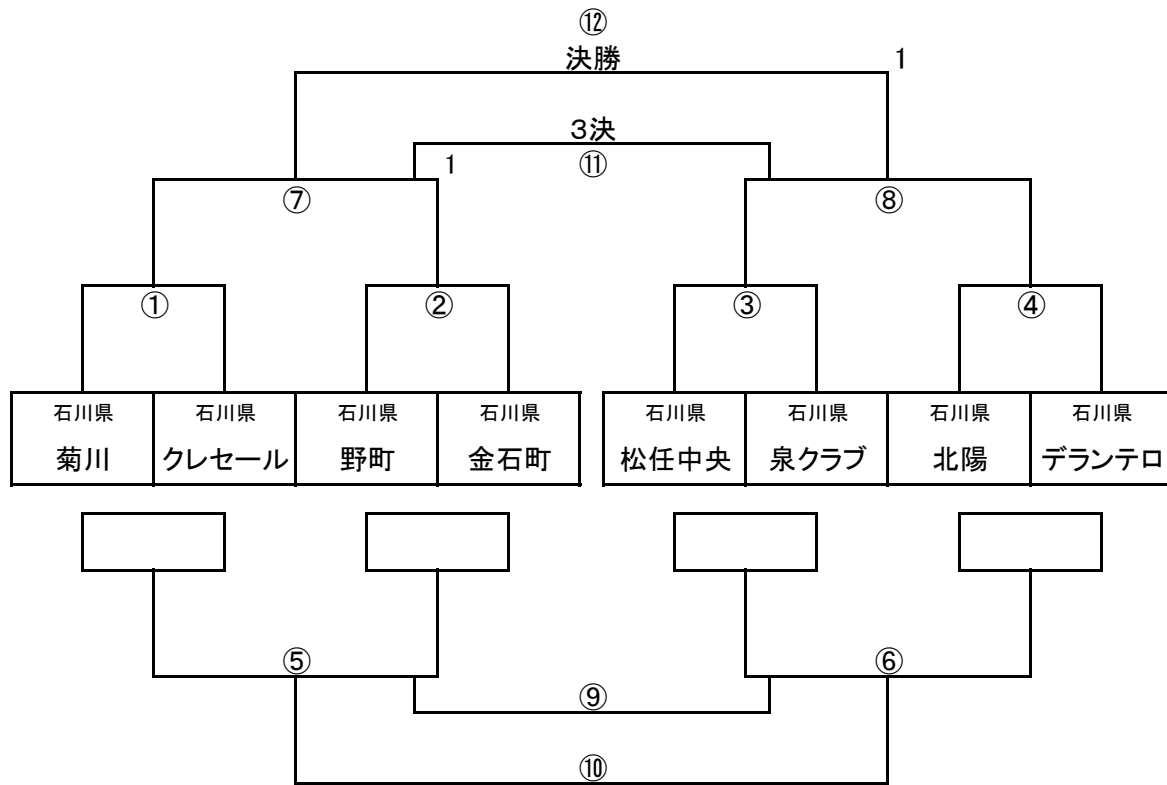 ⑫
決勝 1
３決
1 ⑪
⑦ ⑧
① ② ③ ④
石川県 石川県 石川県 石川県 石川県 石川県 石川県 石川県
菊川 クレセール 野町 金石町 松任中央 泉クラブ 北陽 デランテロ
⑤ ⑥
⑨
⑩